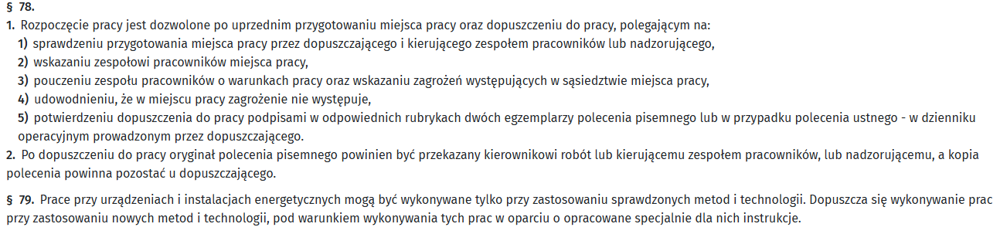 § 78.
1. Rozpoczęcie pracy jest dozwolone po uprzednim przygotowaniu miejsca pracy oraz dopuszczeniu do pracy, polegającym na:
1) sprawdzeniu przygotowania miejsca pracy przez dopuszczającego i kierującego zespołem pracowników lub nadzorującego,
2) wskazaniu zespołowi pracowników miejsca pracy,
3) pouczeniu zespołu pracowników o warunkach pracy oraz wskazaniu zagrożeń występujących w sąsiedztwie miejsca pracy,
4) udowodnieniu, że w miejscu pracy zagrożenie nie występuje,
5) potwierdzeniu dopuszczenia do pracy podpisami w odpowiednich rubrykach dwóch egzemplarzy polecenia pisemnego lub w przypadku polecenia ustnego - w dzienniku
operacyjnym prowadzonym przez dopuszczającego.
2. Po dopuszczeniu do pracy oryginał polecenia pisemnego powinien być przekazany kierownikowi robót lub kierującemu zespołem pracowników, lub nadzorującemu, a kopia
polecenia powinna pozostać u dopuszczającego.
§ 79. Prace przy urządzeniach i instalacjach energetycznych mogą być wykonywane tylko przy zastosowaniu sprawdzonych metod i technologii. Dopuszcza się wykonywanie prac
przy zastosowaniu nowych metod i technologii, pod warunkiem wykonywania tych prac w oparciu o opracowane specjalnie dla nich instrukcje.